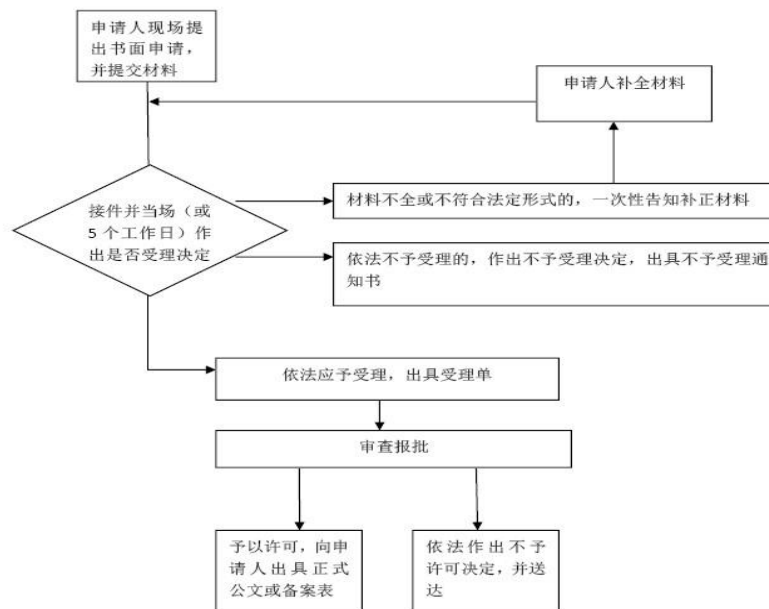 申请人现场提
出书面申请，
并提交材料
申请人补全材料
接件并当场（或
5 个工作日）作
出是否受理决定
材料不全或不符合法定形式的，一次性告知补正材料
依法不予受理的，作出不予受理决定，出具不予受理通
知书
依法应予受理，出具受理单
审查报批
予以许可，向申
请人出具正式
公文或备案表
依法作出不予
许可决定，并送
达